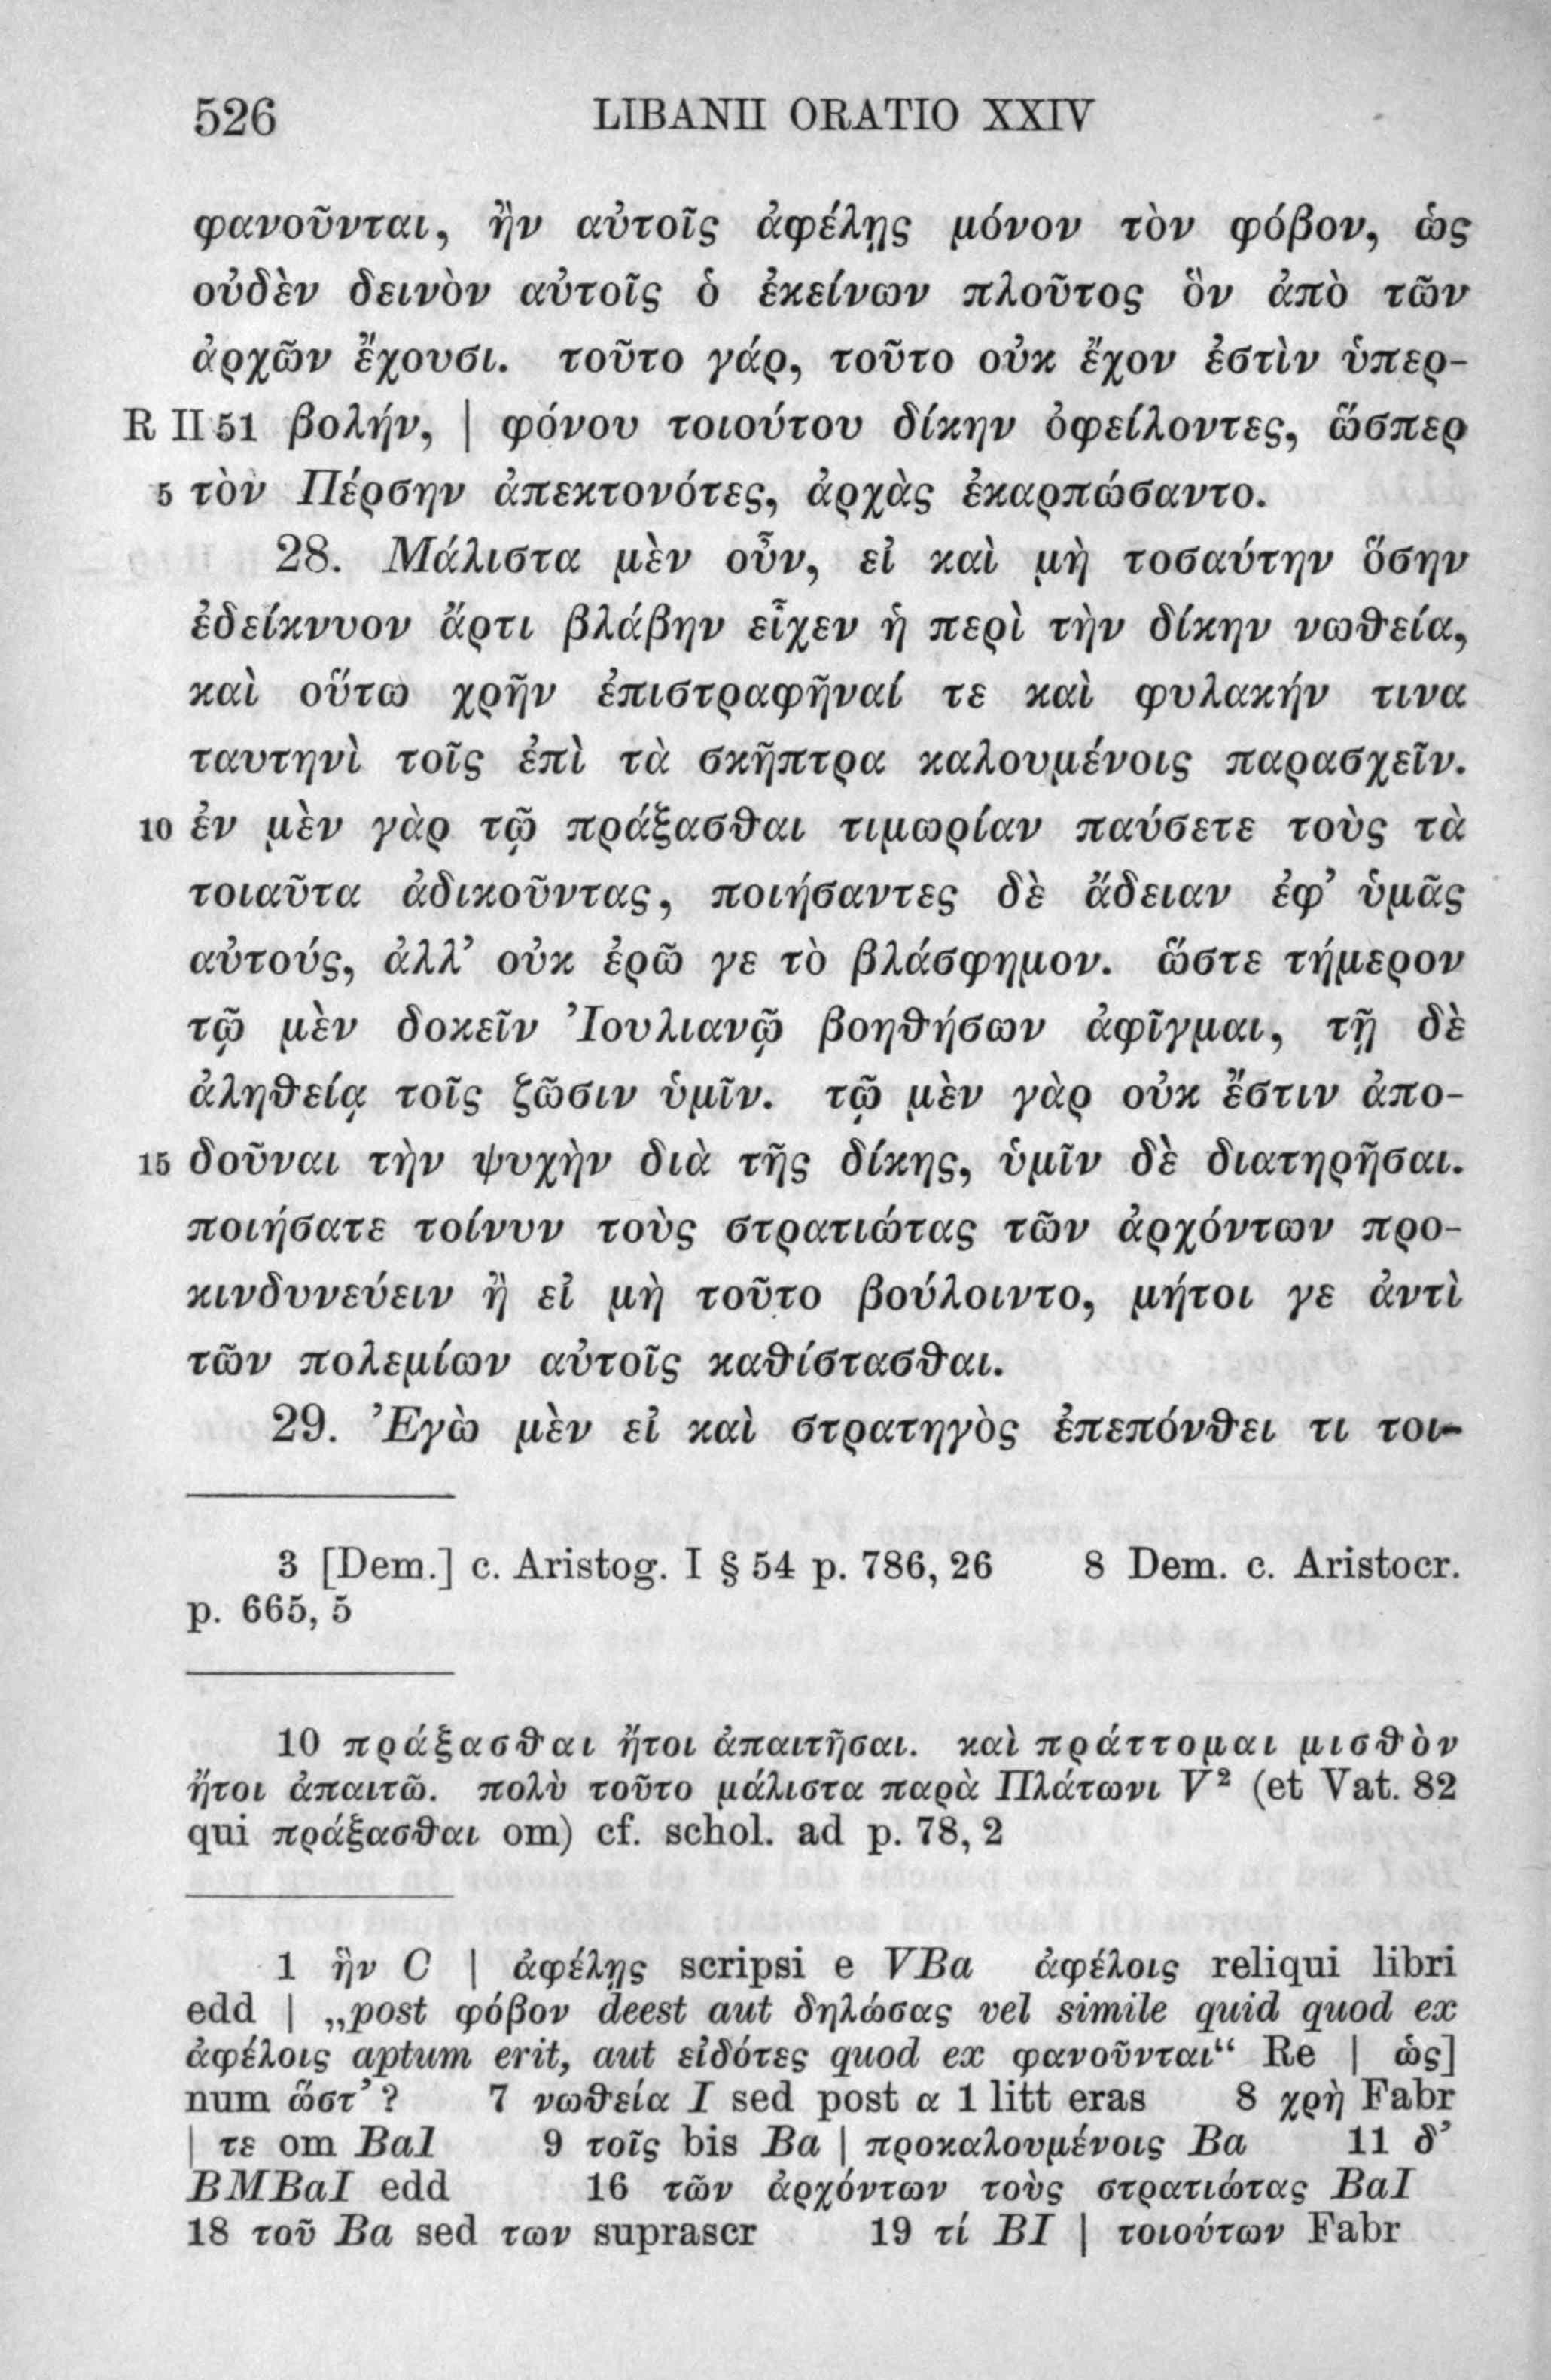 526 LIBANII ORATIO XXIV
φανοῦνται, ἢν αὐτοῖς ἀφέλῃς μόνον τὸν φόβον, ὡς
οὐδὲν δεινὸν αὐτοῖς ὁ ἐκείνων πλοῦτος ὃν ἀπὸ τῶν
ἀρχῶν ἔχουσι. τοῦτο γάρ, τοῦτο οὐκ ἔχον ἐστὶν ὑπερ-
R II 51 βολήν, | φόνου τοιούτου δίκην ὀφείλοντες, ὥσπερ
5 τὸν Πέρσην ἀπεκτονότες, ἀρχὰς ἐκαρπώσαντο.
28. Μάλιστα μὲν οὖν, εἰ καὶ μὴ τοσαύτην ὅσην
ἐδείκνυον ἄρτι βλάβην εἶχεν ἡ περὶ τὴν δίκην νωθεία,
καὶ οὕτω χρῆν ἐπιστραφῆναί τε καὶ φυλακήν τινα
ταυτηνὶ τοῖς ἐπὶ τὰ σκῆπτρα καλουμένοις παρασχεῖν.
10 ἐν μὲν γὰρ τῷ πράξασθαι τιμωρίαν παύσετε τοὺς τὰ
τοιαῦτα ἀδικοῦντας, ποιήσαντες δὲ ἄδειαν ἐφ’ ὑμᾶς
αὐτούς, ἀλλ’ οὐκ ἐρῶ γε τὸ βλάσφημον. ὥστε τήμερον
τῷ μὲν δοκεῖν Ἰουλιανῷ βοηθήσων ἀφῖγμαι, τῇ δὲ
ἀληθείᾳ τοῖς ζῶσιν ὑμῖν. τῷ μὲν γὰρ οὐκ ἔστιν ἀπο-
15 δοῦναι τὴν ψυχὴν διὰ τῆς δίκης, ὑμῖν δὲ διατηρῆσαι.
ποιήσατε τοίνυν τοὺς στρατιώτας τῶν ἀρχόντων προ-
κινδυνεύειν ἢ εἰ μὴ τοῦτο βούλοιντο, μήτοι γε ἀντὶ
τῶν πολεμίων αὐτοῖς καθίστασθαι.
29. Ἐγὼ μὲν εἰ καὶ στρατηγὸς ἐπεπόνθει τι τοι-
3 [Dem.] c. Aristog. I § 54 p. 786, 26 8 Dem. c. Aristocr.
p. 665, 5
10 πράξασθαι ἤτοι ἀπαιτῆσαι. καὶ πράττομαι μισθὸν
ἤτοι ἀπαιτῶ. πολὺ τοῦτο μάλιστα παρὰ Πλάτωνι V² (et Vat. 82
qui πράξασθαι om) cf. schol. ad p. 78, 2
1 ἣν C | ἀφέλῃς scripsi e VBa ἀφέλοις reliqui libri
edd | „post φόβον deest aut δηλώσας vel simile quid quod ex
ἀφέλοις aptum erit, aut εἰδότες quod ex φανοῦνται“ Re | ὡς]
num ὥστ’? 7 νωθεία I sed post α 1 litt eras 8 χρὴ Fabr
| τε om BaI 9 τοῖς bis Ba | προκαλουμένοις Ba 11 δ’
BMBaI edd 16 τῶν ἀρχόντων τοὺς στρατιώτας BaI
18 τοῦ Ba sed των suprascr 19 τί BI | τοιούτων Fabr